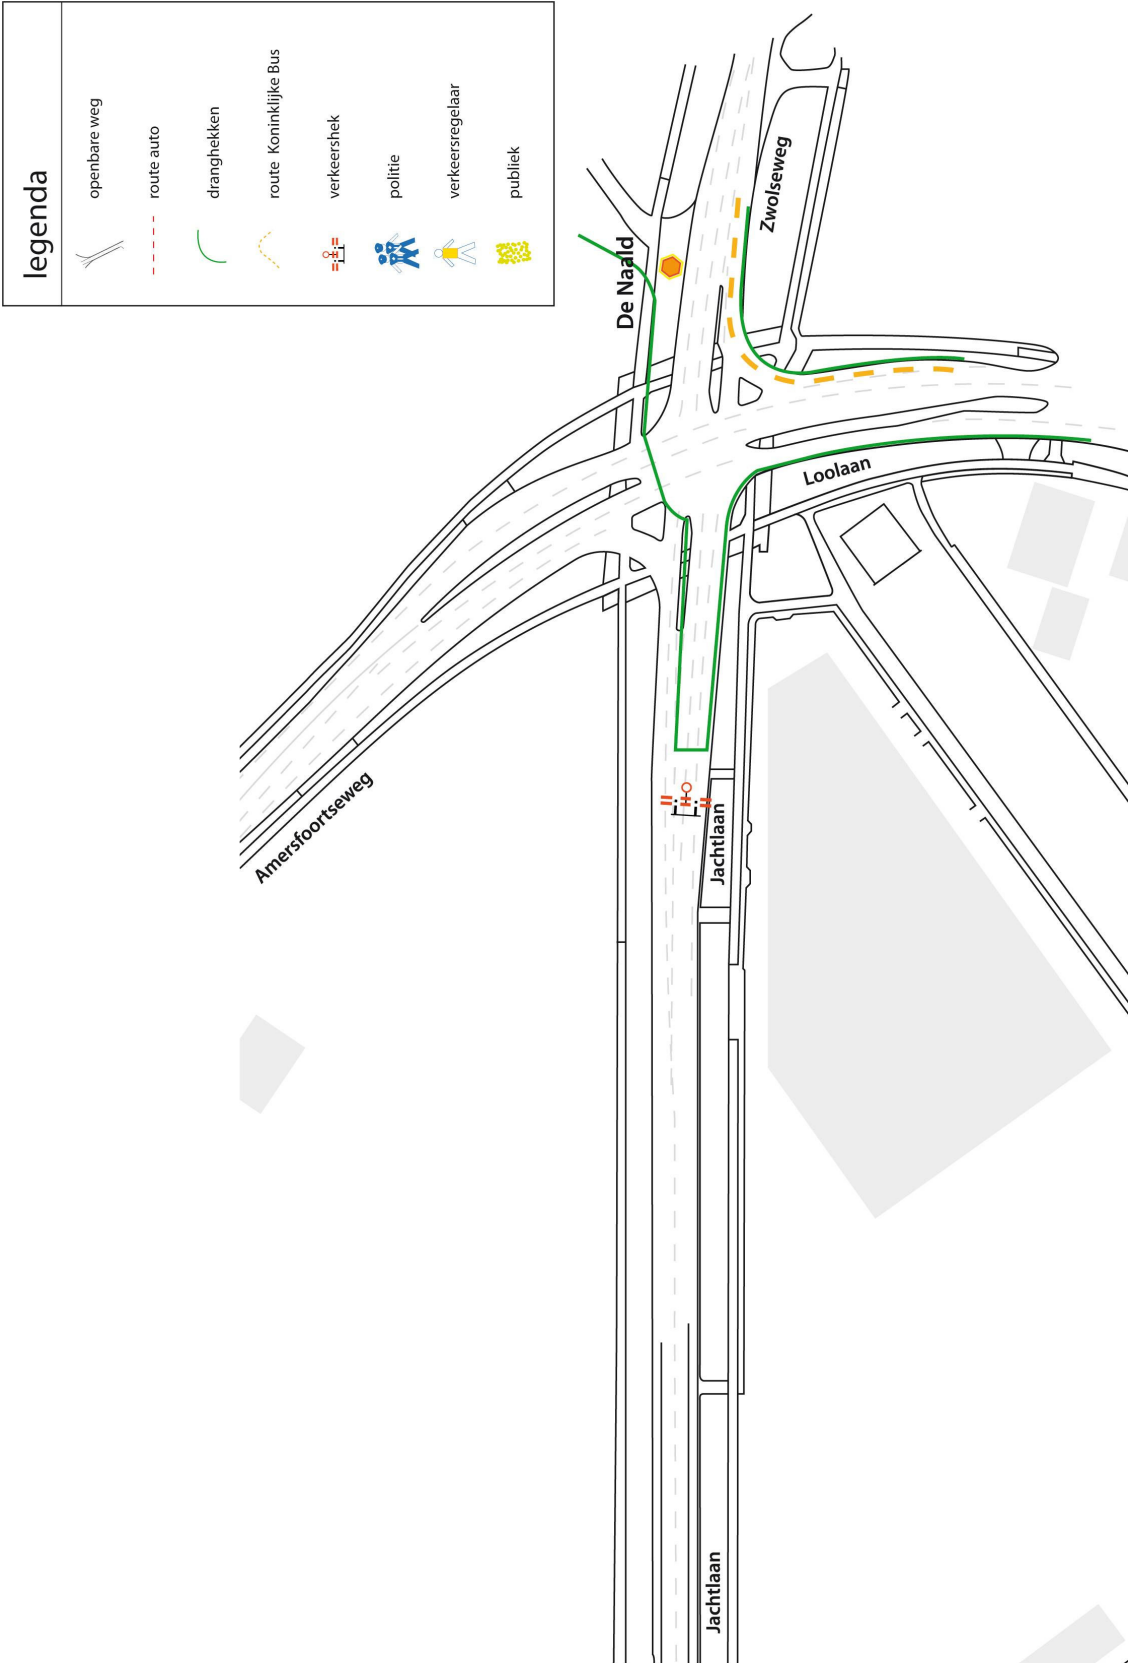 legenda
openbare weg
route auto
dranghekken
route Koninklijke Bus
verkeershek
politie
verkeersregelaar
publiek
De Naald
Zwolseweg
Loolaan
Amersfoortseweg
Jachtlaan
Jachtlaan